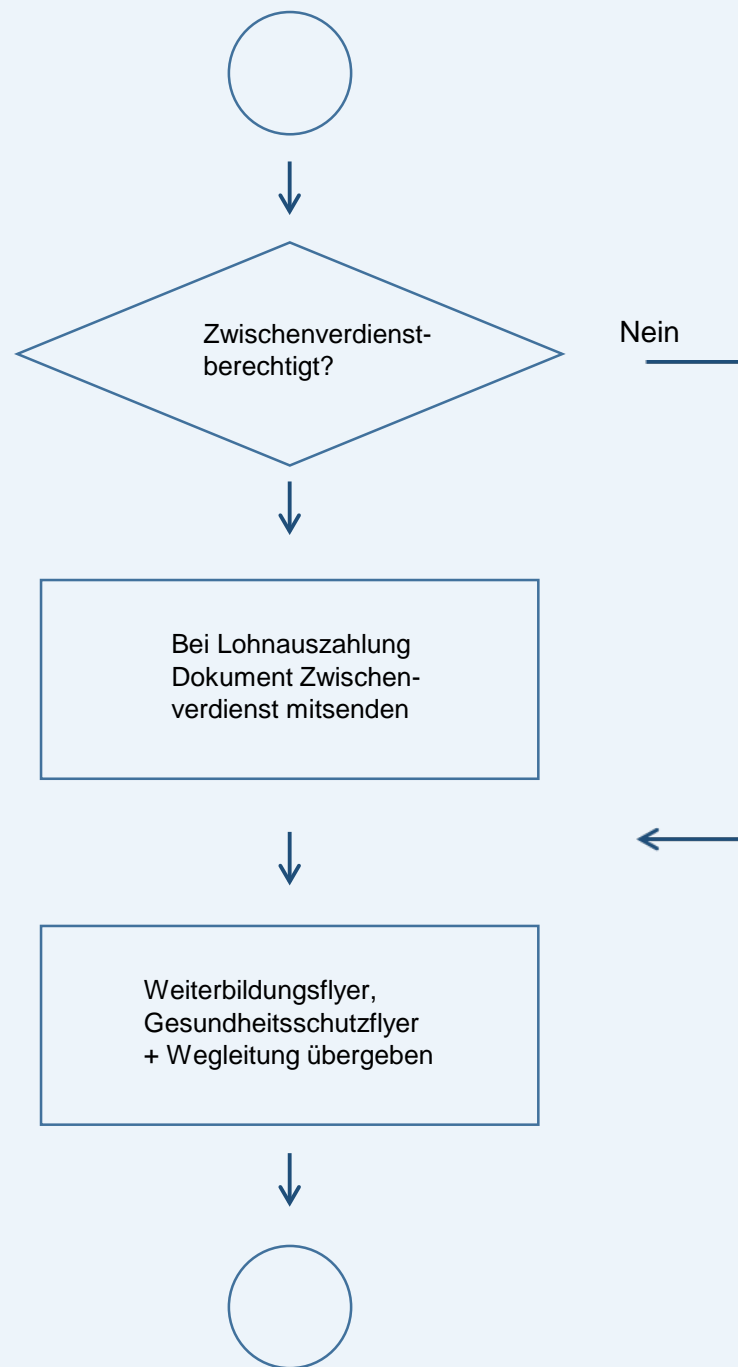 Zwischenverdienst-
berechtigt?
Nein
Bei Lohnauszahlung
Dokument Zwischen-
verdienst mitsenden
Weiterbildungsflyer,
Gesundheitsschutzflyer
+ Wegleitung übergeben